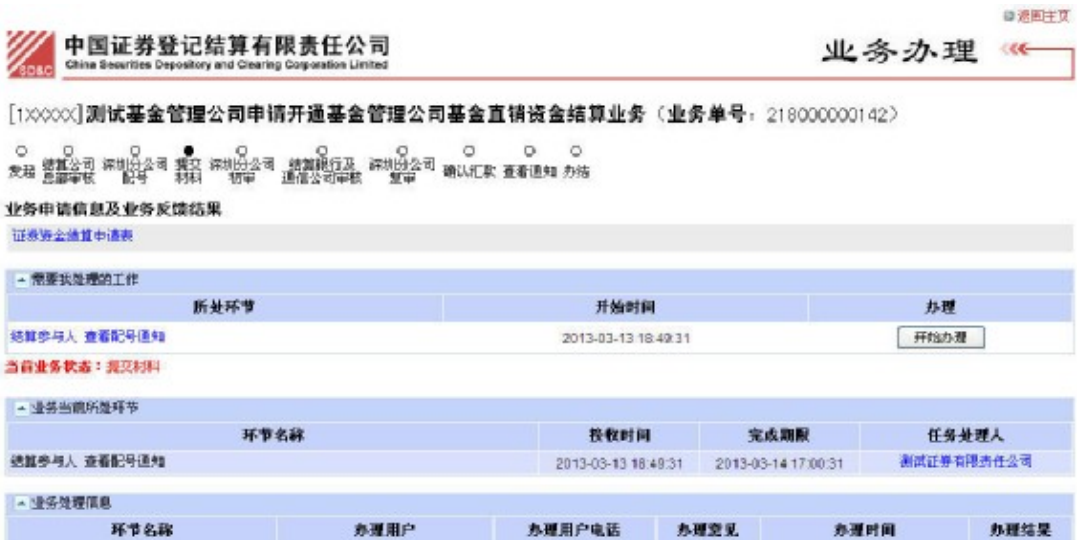 返回主页
中国证券登记结算有限责任公司
China Securities Depository and Clearing Corporation Limited
SD&C
业务办理
[1XXXXX]测试基金管理公司申请开通基金管理公司基金直销资金结算业务（业务单号：218000000142）
发起 结算公司总部审核 深圳分公司配号 提交材料 深圳分公司初审 结算银行及通信公司审核 深圳分公司复审 确认汇款 查看通知 办结
业务申请信息及业务反馈结果
证券资金结算申请表
需要我处理的工作
所处环节 开始时间 办理
结算参与人 查看配号通知 2013-03-13 18:49:31 开始办理
当前业务状态：提交材料
业务当前所处环节
环节名称 接收时间 完成期限 任务处理人
结算参与人 查看配号通知 2013-03-13 18:49:31 2013-03-14 17:00:31 测试证券有限责任公司
业务处理信息
环节名称 办理用户 办理用户电话 办理意见 办理时间 办理结果